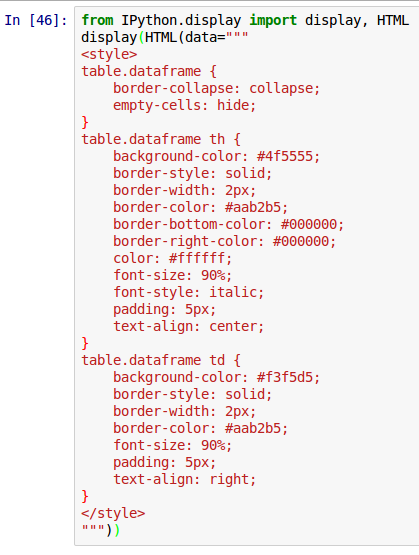 In [46]: from IPython.display import display, HTML
display(HTML(data="""
<style>
table.dataframe {
    border-collapse: collapse;
    empty-cells: hide;
}
table.dataframe th {
    background-color: #4f5555;
    border-style: solid;
    border-width: 2px;
    border-color: #aab2b5;
    border-bottom-color: #000000;
    border-right-color: #000000;
    color: #ffffff;
    font-size: 90%;
    font-style: italic;
    padding: 5px;
    text-align: center;
}
table.dataframe td {
    background-color: #f3f5d5;
    border-style: solid;
    border-width: 2px;
    border-color: #aab2b5;
    font-size: 90%;
    padding: 5px;
    text-align: right;
}
</style>
"""))